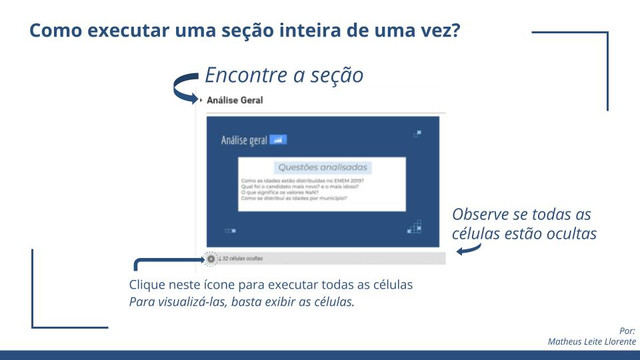 Como executar uma seção inteira de uma vez?
Encontre a seção
Análise Geral
Análise geral
Questões analisadas
Como as idades estão distribuídas no ENEM 2019?
Qual foi o candidato mais novo? e o mais idoso?
O que significa os valores NaN?
Como se distribui as idades por município?
Observe se todas as
células estão ocultas
↳ 32 células ocultas
Clique neste ícone para executar todas as células
Para visualizá-las, basta exibir as células.
Por:
Matheus Leite Llorente